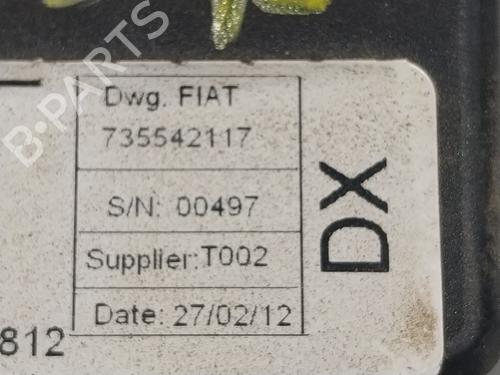 Dwg. FIAT
735542117
S/N: 00497
Supplier: T002
Date: 27/02/12
DX
812
B-PARTS